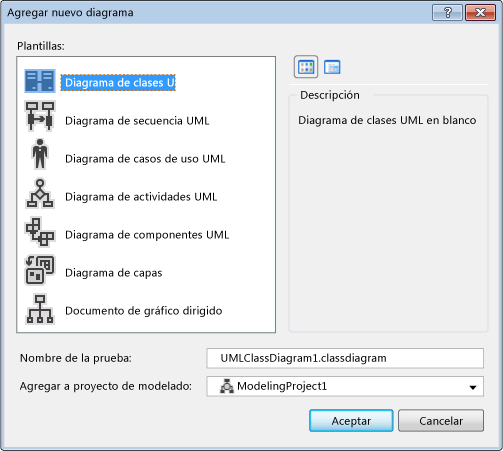 Agregar nuevo diagrama
Plantillas:
Diagrama de clases U
Diagrama de secuencia UML
Diagrama de casos de uso UML
Diagrama de actividades UML
Diagrama de componentes UML
Diagrama de capas
Documento de gráfico dirigido
Descripción
Diagrama de clases UML en blanco
Nombre de la prueba: UMLClassDiagram1.classdiagram
Agregar a proyecto de modelado: ModelingProject1
Aceptar Cancelar